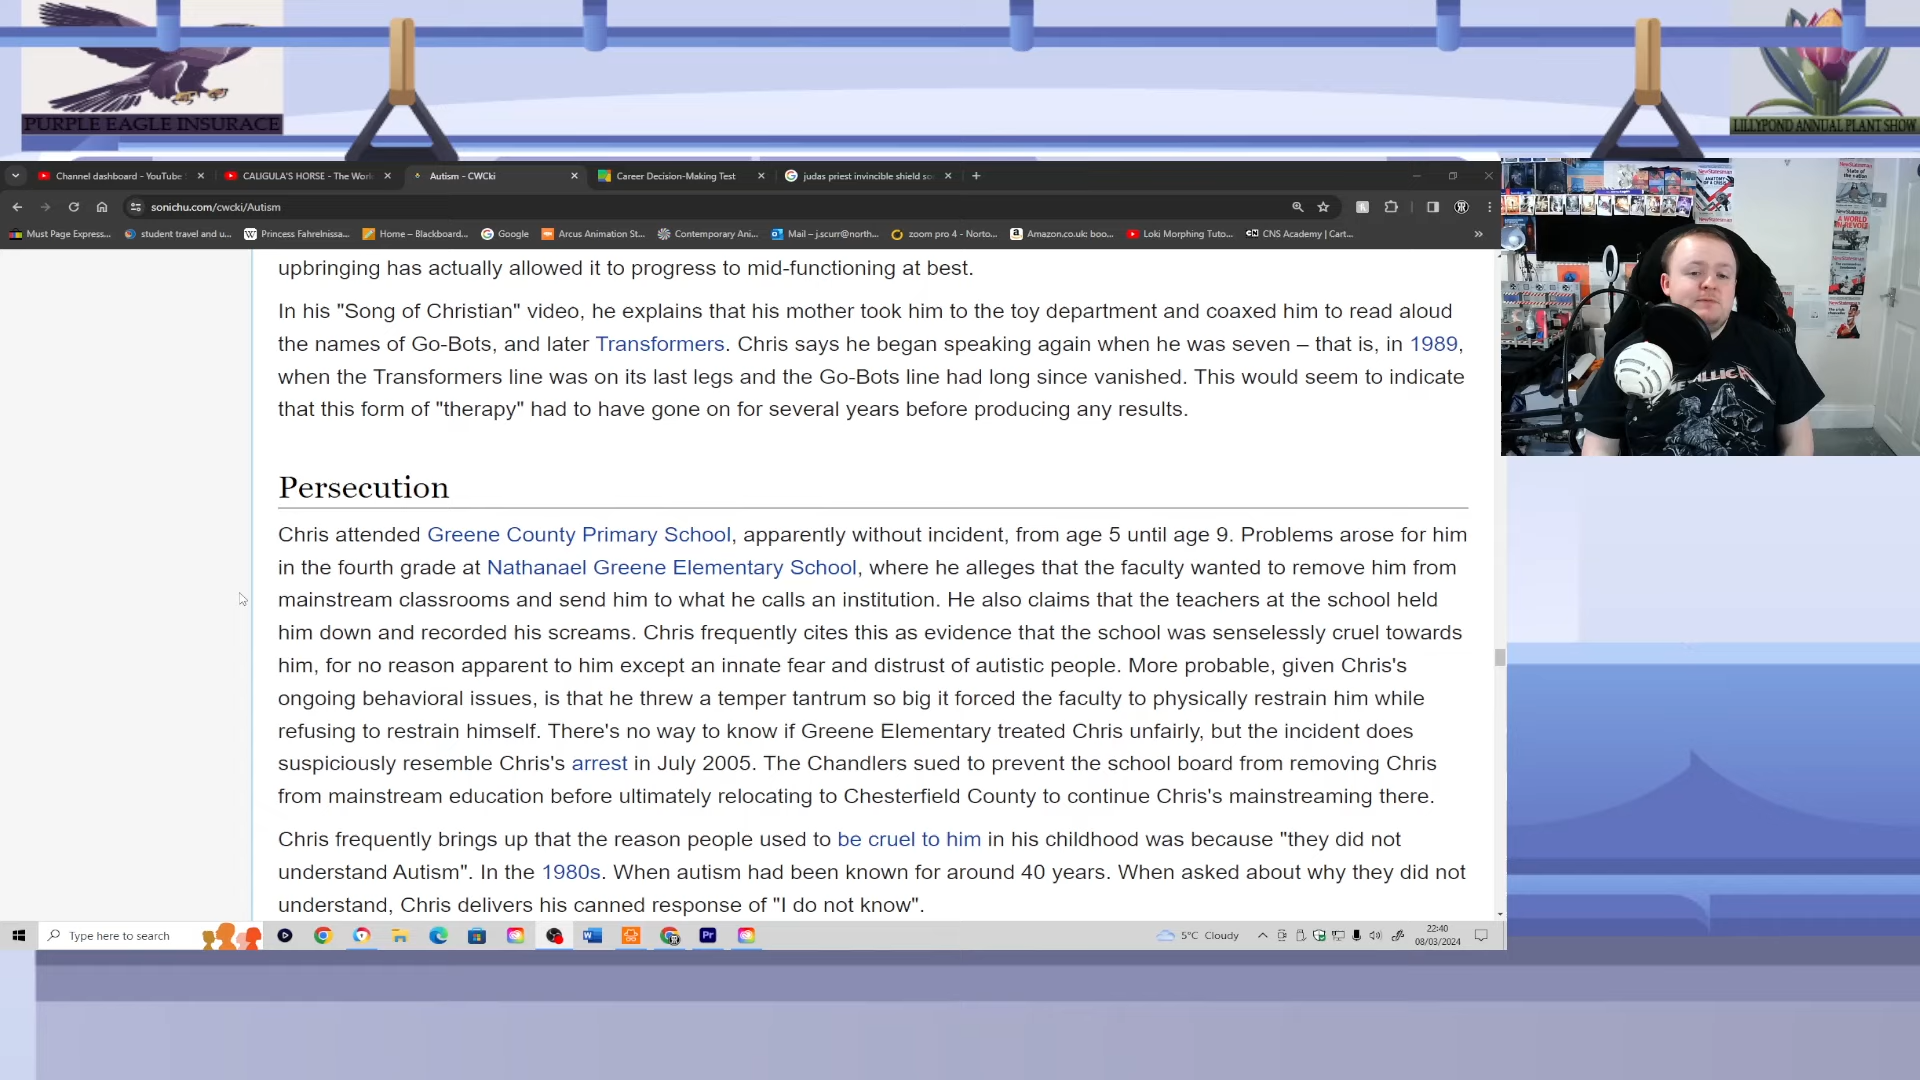 PURPLE EAGLE INSURACE
LILLYPOND ANNUAL PLANT SHOW
Channel dashboard - YouTube
CALIGULA'S HORSE - The Worl
Autism - CWCki
Career Decision-Making Test
judas priest invincible shield so
sonichu.com/cwcki/Autism
Must Page Express...
student travel and u...
Princess Fahrelnissa...
Home – Blackboard...
Google
Arcus Animation St...
Contemporary Ani...
Mail – j.scurr@north...
zoom pro 4 - Norto...
Amazon.co.uk; boo...
Loki Morphing Tuto...
CNS Academy | Cart...
upbringing has actually allowed it to progress to mid-functioning at best.
In his "Song of Christian" video, he explains that his mother took him to the toy department and coaxed him to read aloud
the names of Go-Bots, and later Transformers. Chris says he began speaking again when he was seven – that is, in 1989,
when the Transformers line was on its last legs and the Go-Bots line had long since vanished. This would seem to indicate
that this form of "therapy" had to have gone on for several years before producing any results.
Persecution
Chris attended Greene County Primary School, apparently without incident, from age 5 until age 9. Problems arose for him
in the fourth grade at Nathanael Greene Elementary School, where he alleges that the faculty wanted to remove him from
mainstream classrooms and send him to what he calls an institution. He also claims that the teachers at the school held
him down and recorded his screams. Chris frequently cites this as evidence that the school was senselessly cruel towards
him, for no reason apparent to him except an innate fear and distrust of autistic people. More probable, given Chris's
ongoing behavioral issues, is that he threw a temper tantrum so big it forced the faculty to physically restrain him while
refusing to restrain himself. There's no way to know if Greene Elementary treated Chris unfairly, but the incident does
suspiciously resemble Chris's arrest in July 2005. The Chandlers sued to prevent the school board from removing Chris
from mainstream education before ultimately relocating to Chesterfield County to continue Chris's mainstreaming there.
Chris frequently brings up that the reason people used to be cruel to him in his childhood was because "they did not
understand Autism". In the 1980s. When autism had been known for around 40 years. When asked about why they did not
understand, Chris delivers his canned response of "I do not know".
NewStatesman
NewStatesman
State of
the nation
NewStatesman
A WORLD
IN REVOLT
NewStatesman
NewStatesman
METALLICA
Type here to search
5°C Cloudy
22:40
08/03/2024